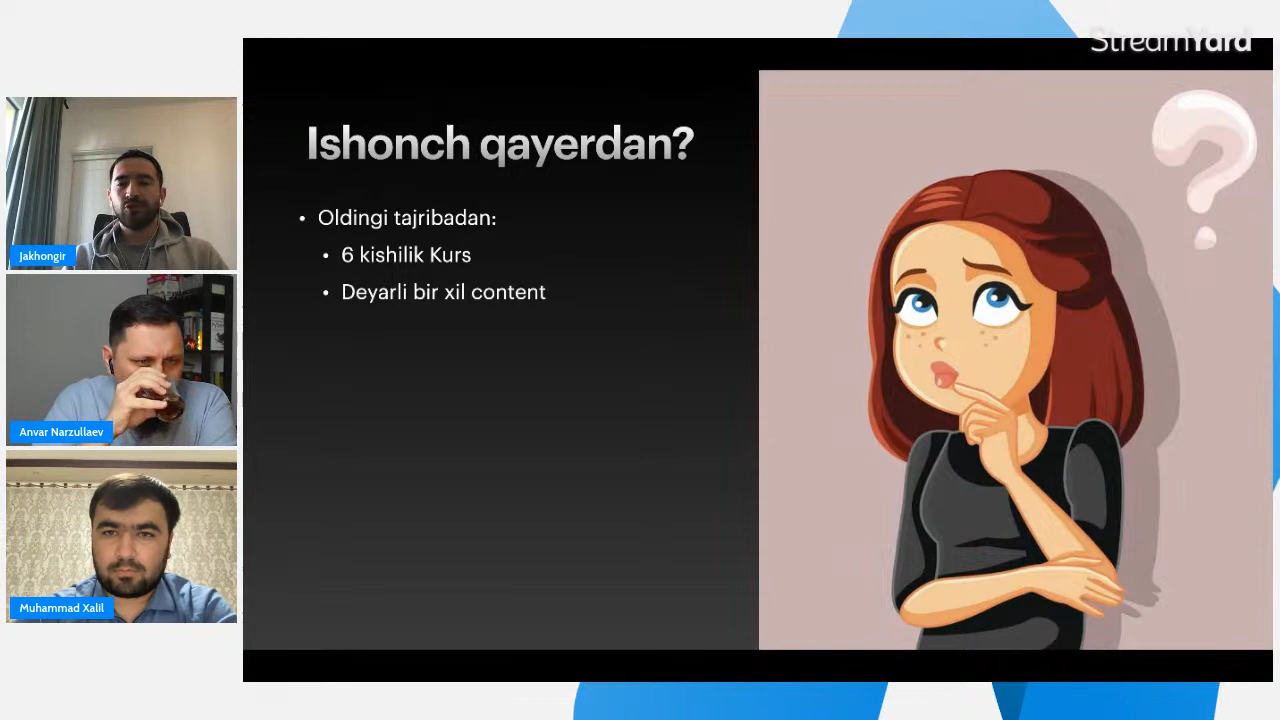 StreamYard
Ishonch qayerdan?
• Oldingi tajribadan:
• 6 kishilik Kurs
• Deyarli bir xil content
Jakhongir
Anvar Narzullaev
Muhammad Xalil